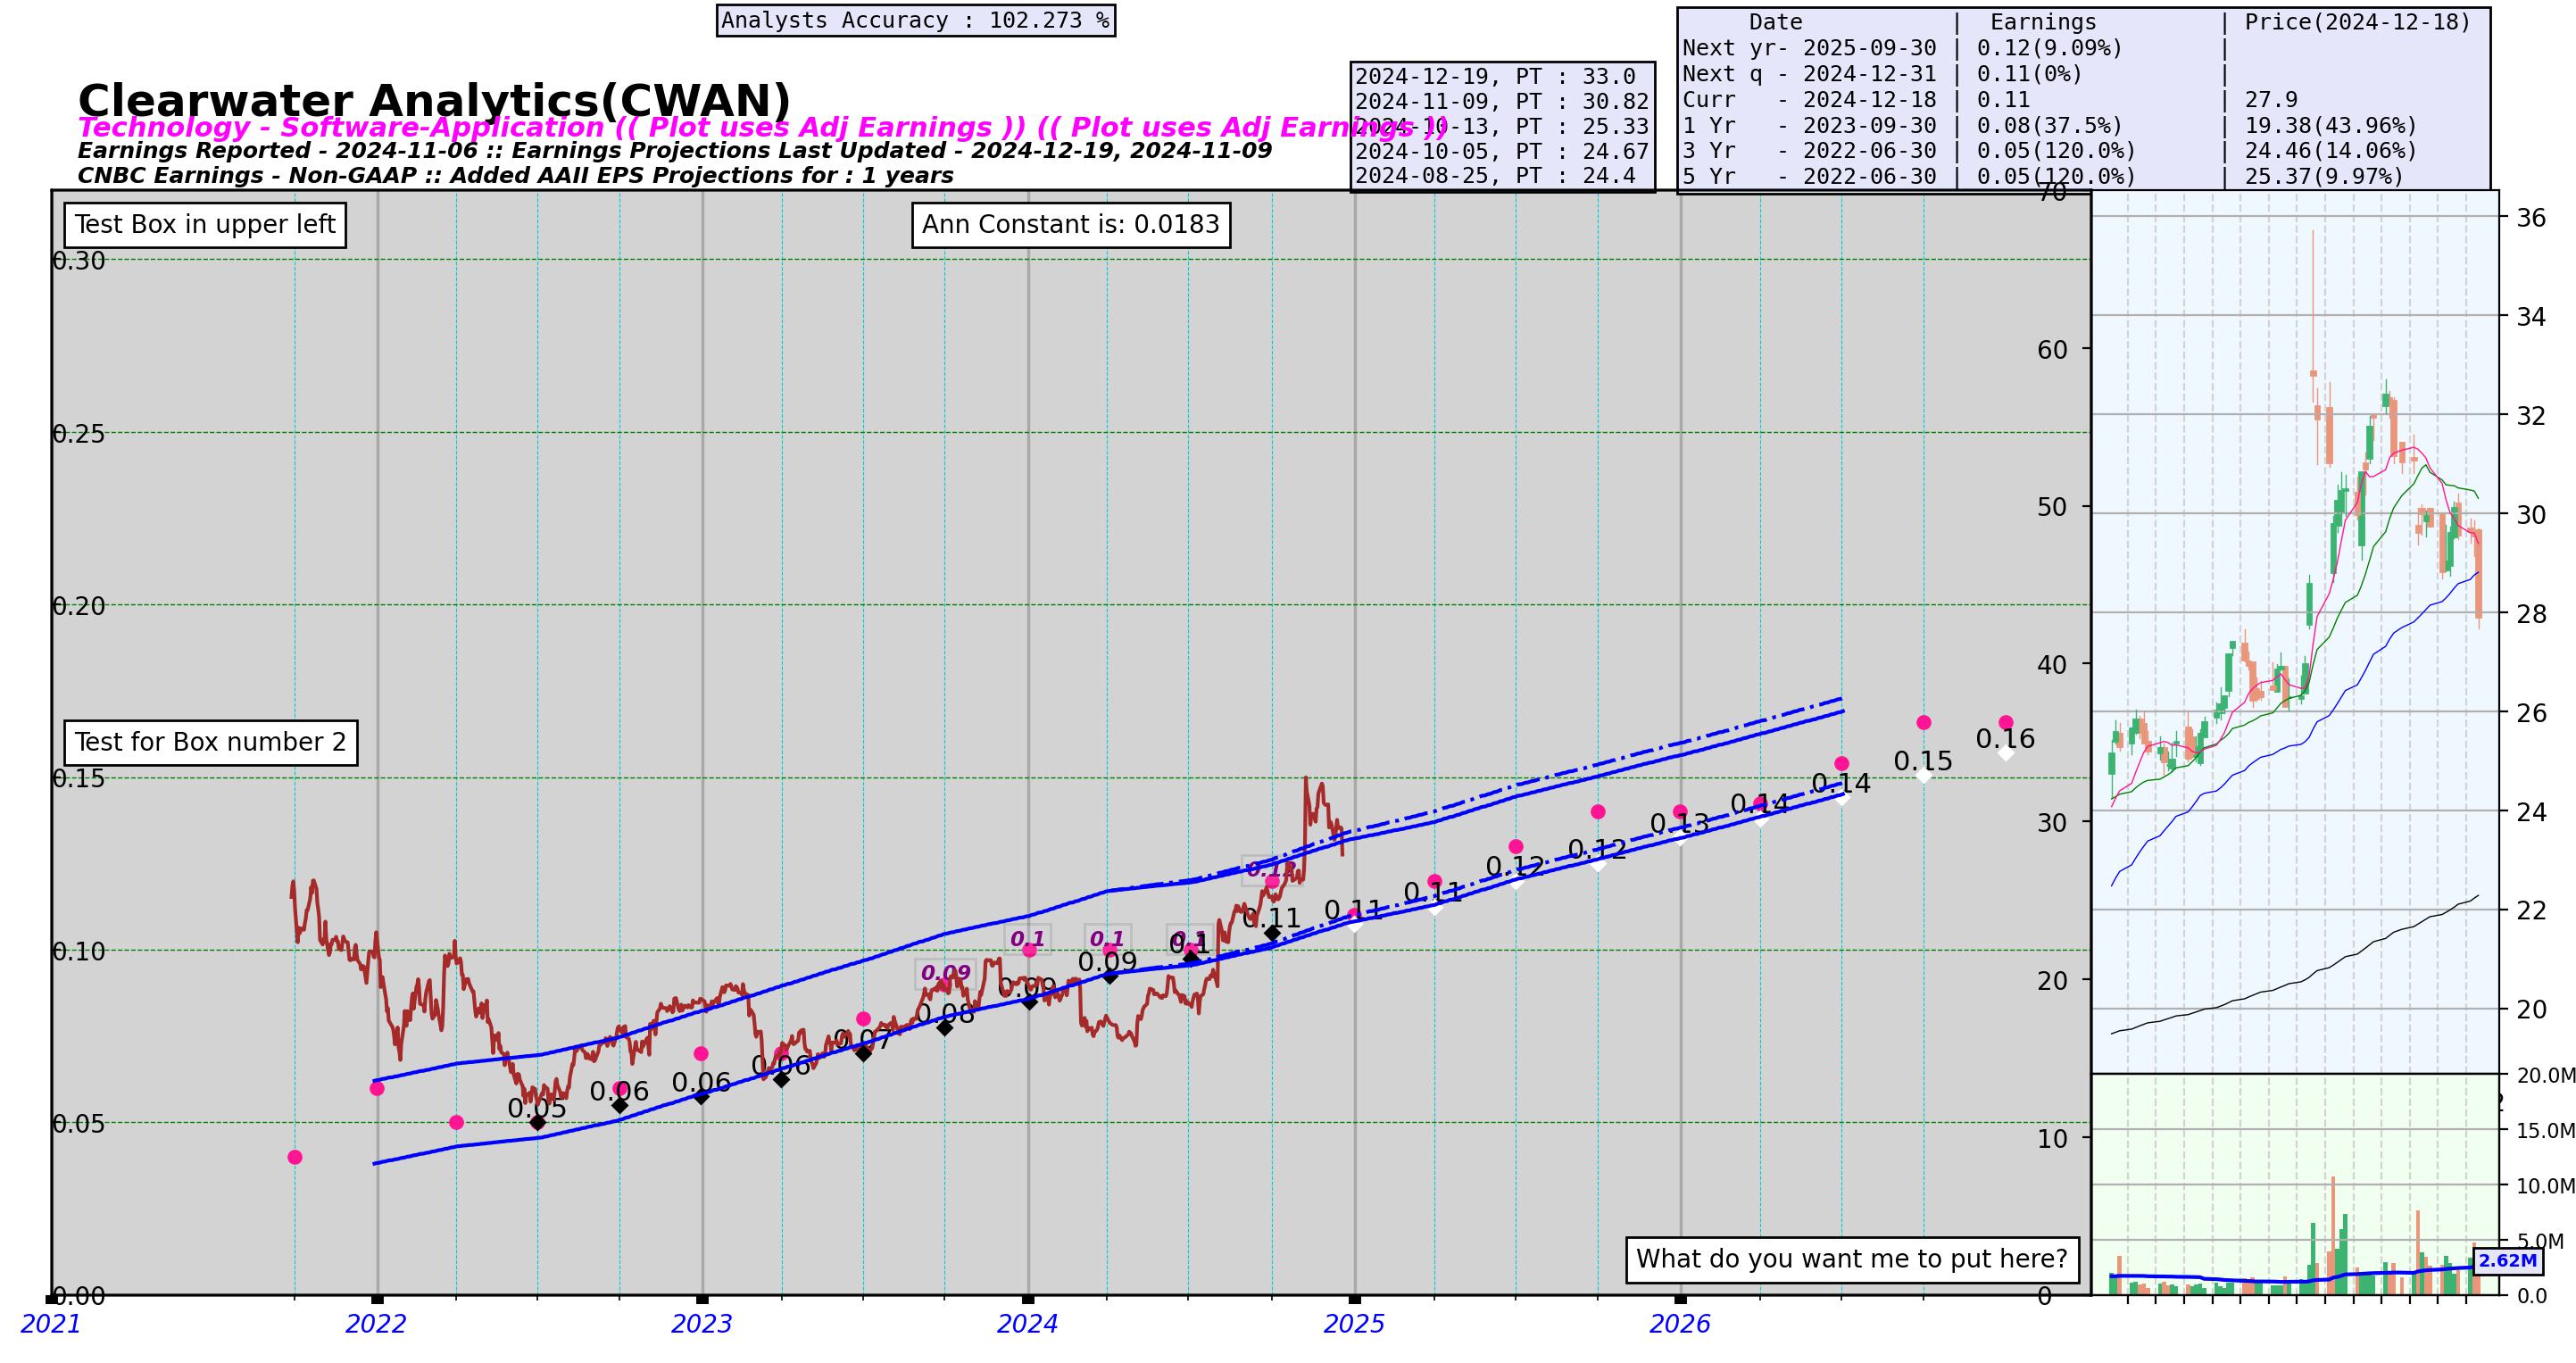 Analysts Accuracy : 102.273 %
Date | Earnings | Price(2024-12-18)
Next yr- 2025-09-30 | 0.12(9.09%) |
Next q - 2024-12-31 | 0.11(0%) |
Curr - 2024-12-18 | 0.11 | 27.9
1 Yr - 2023-09-30 | 0.08(37.5%) | 19.38(43.96%)
3 Yr - 2022-06-30 | 0.05(120.0%) | 24.46(14.06%)
5 Yr - 2022-06-30 | 0.05(120.0%) | 25.37(9.97%)
2024-12-19, PT : 33.0
2024-11-09, PT : 30.82
2024-10-13, PT : 25.33
2024-10-05, PT : 24.67
2024-08-25, PT : 24.4
Clearwater Analytics(CWAN)
Technology - Software-Application (( Plot uses Adj Earnings )) (( Plot uses Adj Earnings ))
Earnings Reported - 2024-11-06 :: Earnings Projections Last Updated - 2024-12-19, 2024-11-09
CNBC Earnings - Non-GAAP :: Added AAII EPS Projections for : 1 years
Test Box in upper left
Ann Constant is: 0.0183
0.30
0.25
0.20
Test for Box number 2
0.15
0.10
0.05
0.00
0.05
0.06
0.06
0.06
0.07
0.08
0.09
0.09
0.1
0.11
0.11
0.11
0.12
0.12
0.13
0.14
0.14
0.15
0.16
0.09
0.1
0.1
0.1
0.12
70
60
50
40
30
20
10
0
What do you want me to put here?
36
34
32
30
28
26
24
22
20
20.0M
15.0M
10.0M
5.0M
2.62M
0.0
2021
2022
2023
2024
2025
2026